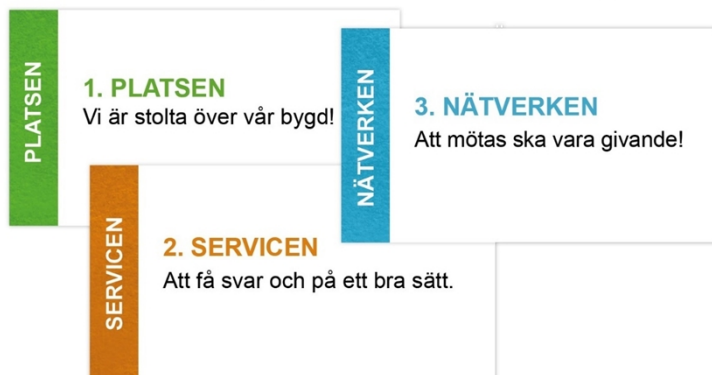 PLATSEN
1. PLATSEN
Vi är stolta över vår bygd!
SERVICEN
2. SERVICEN
Att få svar och på ett bra sätt.
NÄTVERKEN
3. NÄTVERKEN
Att mötas ska vara givande!